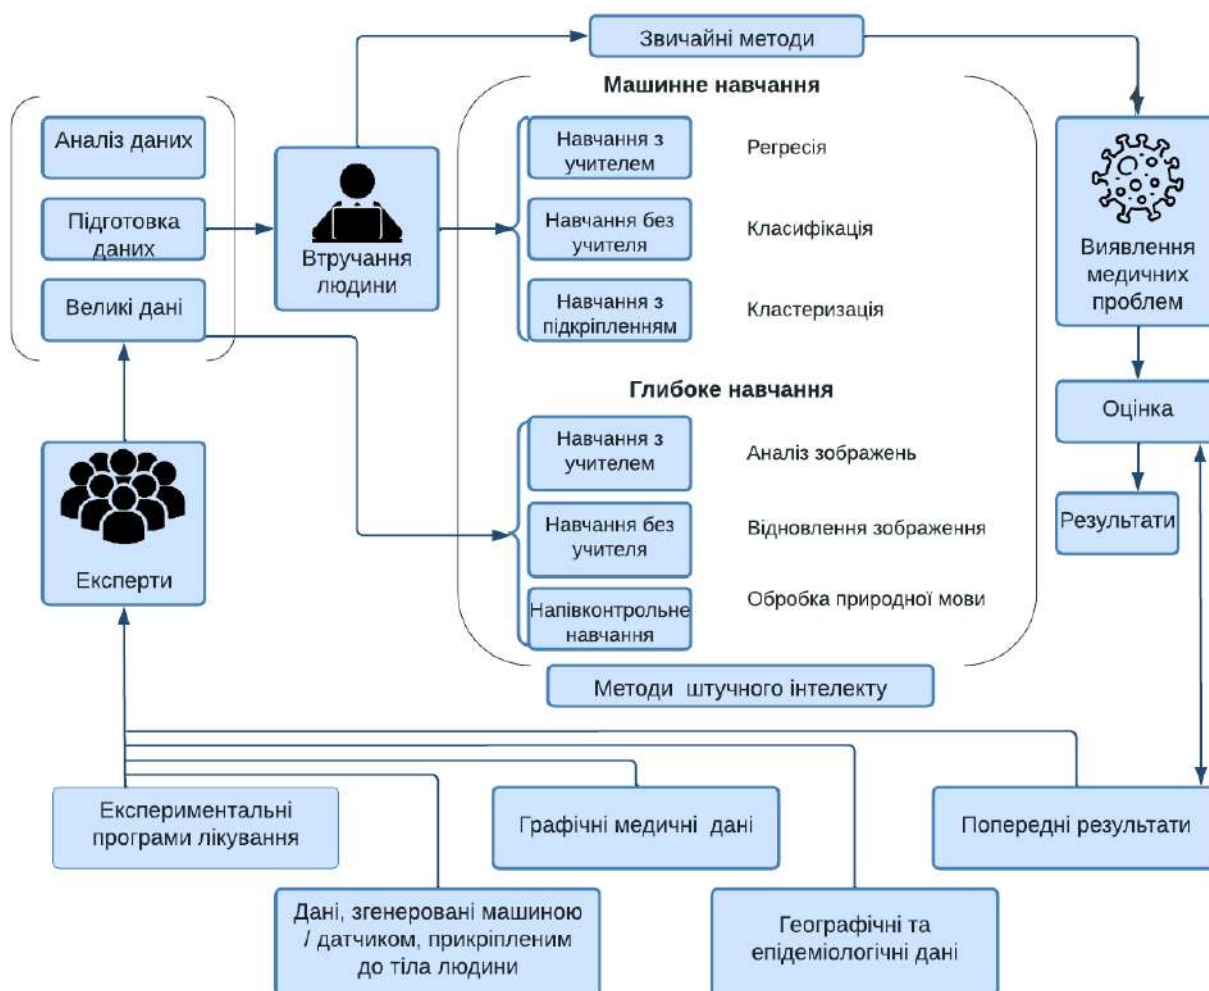 Звичайні методи
Машинне навчання
Аналіз даних
Підготовка
даних
Великі дані
Втручання
людини
Навчання з
учителем
Регресія
Навчання без
учителя
Класифікація
Навчання з
підкріпленням
Кластеризація
Виявлення
медичних
проблем
Глибоке навчання
Навчання з
учителем
Аналіз зображень
Навчання без
учителя
Відновлення зображення
Напівконтрольне
навчання
Обробка природної мови
Оцінка
Результати
Експерти
Методи штучного інтелекту
Експериментальні
програми лікування
Графічні медичні дані
Попередні результати
Дані, згенеровані машиною
/ датчиком, прикріпленим
до тіла людини
Географічні та
епідеміологічні дані